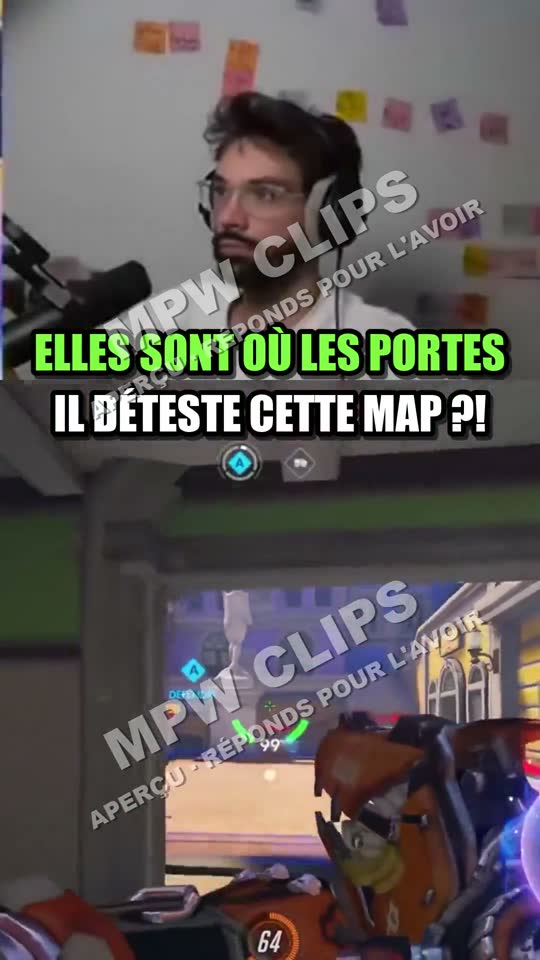 MPW CLIPS
APERÇU - RÉPONDS POUR L'AVOIR
ELLES SONT OÙ LES PORTES
IL DÉTESTE CETTE MAP ?!
A
A
DEFEND
99
MPW CLIPS
APERÇU - RÉPONDS POUR L'AVOIR
64